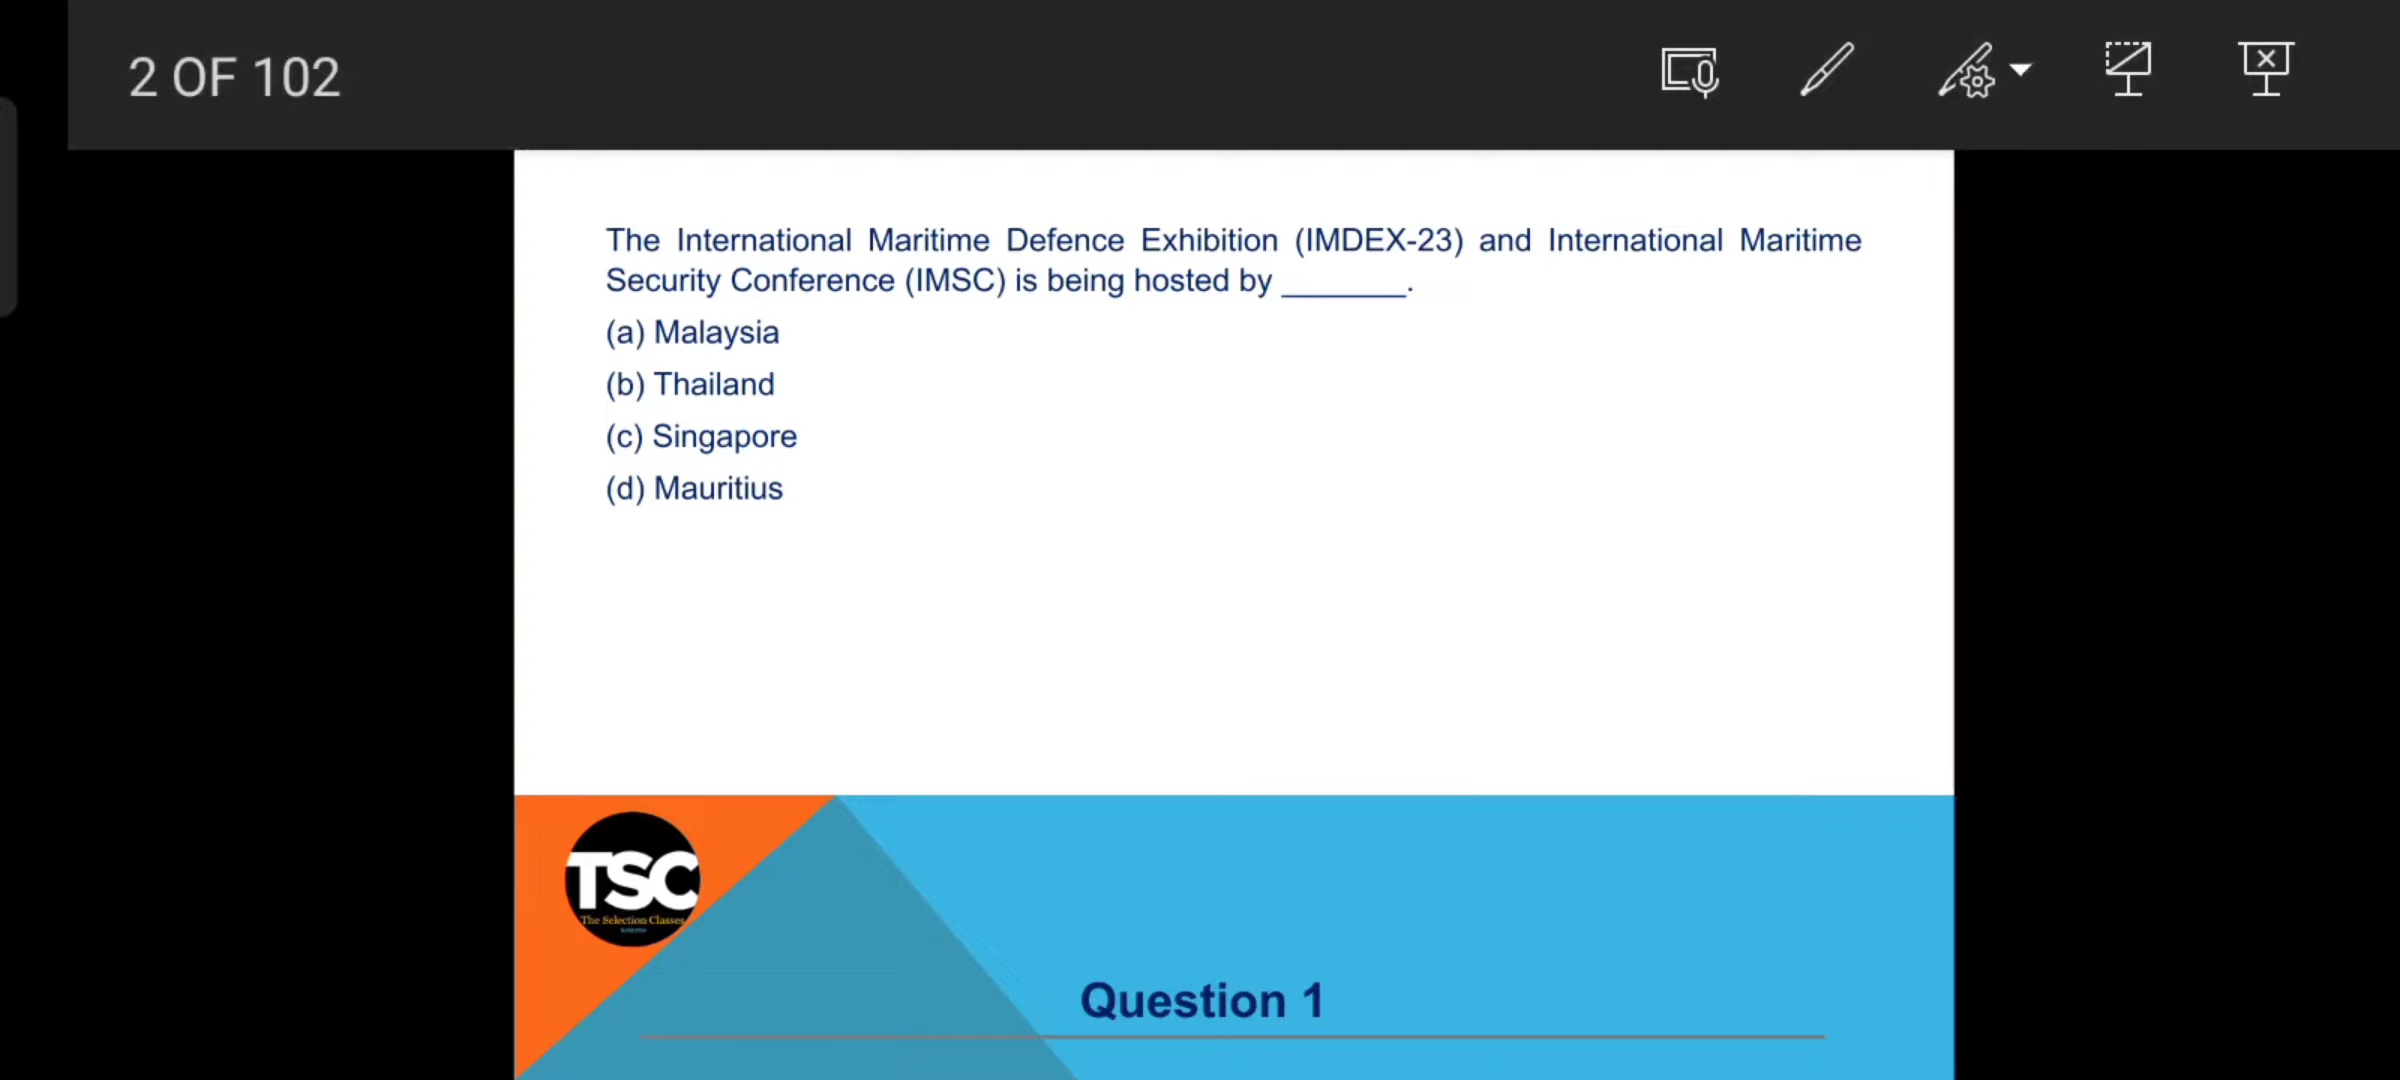 2 OF 102
The International Maritime Defence Exhibition (IMDEX-23) and International Maritime
Security Conference (IMSC) is being hosted by _______.
(a) Malaysia
(b) Thailand
(c) Singapore
(d) Mauritius
TSC
The Selection Classes
Question 1